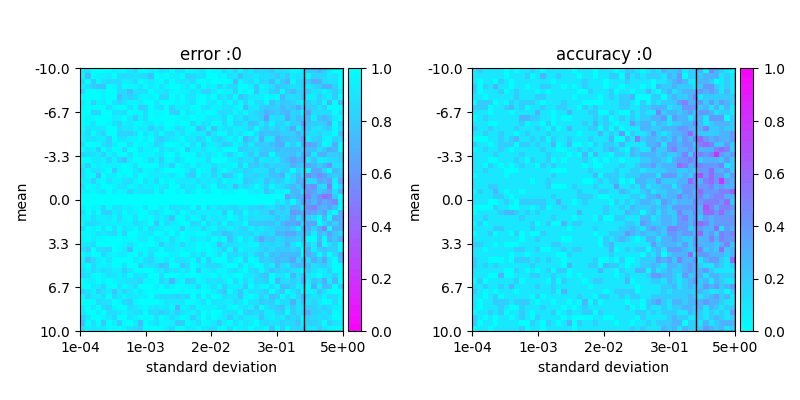 error :0
accuracy :0
-10.0
-6.7
-3.3
0.0
3.3
6.7
10.0
mean
1e-04
1e-03
2e-02
3e-01
5e+00
standard deviation
1.0
0.8
0.6
0.4
0.2
0.0
-10.0
-6.7
-3.3
0.0
3.3
6.7
10.0
mean
1e-04
1e-03
2e-02
3e-01
5e+00
standard deviation
1.0
0.8
0.6
0.4
0.2
0.0